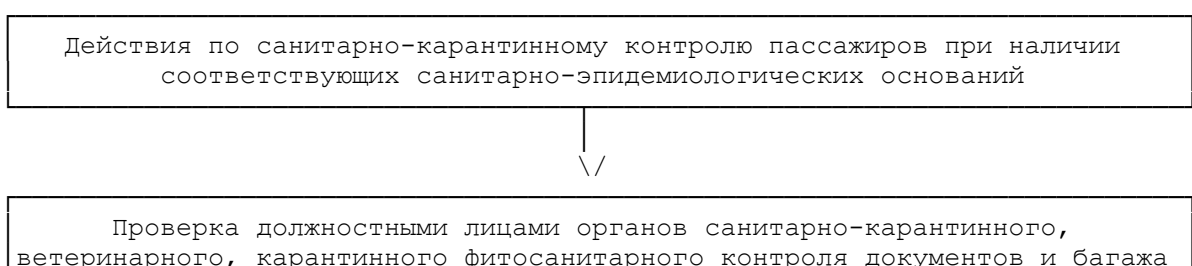 Действия по санитарно-карантинному контролю пассажиров при наличии
соответствующих санитарно-эпидемиологических оснований
Проверка должностными лицами органов санитарно-карантинного,
ветеринарного, карантинного фитосанитарного контроля документов и багажа